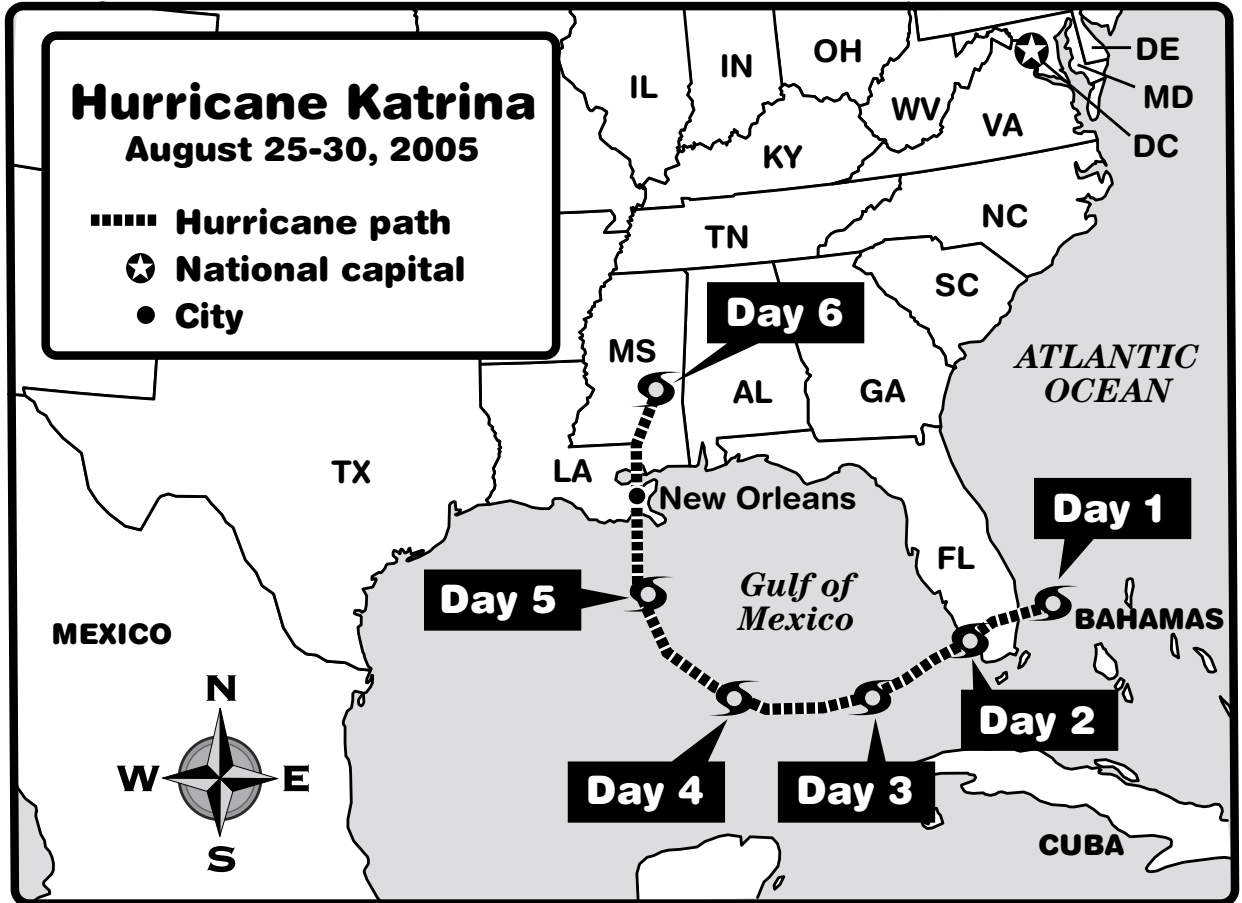 Hurricane Katrina
August 25-30, 2005
Hurricane path
National capital
City
IL
IN
OH
WV
VA
DE
MD
DC
KY
TN
NC
SC
Day 6
MS
AL
GA
ATLANTIC
OCEAN
TX
LA
New Orleans
Day 1
FL
Day 5
Gulf of
Mexico
BAHAMAS
MEXICO
N
W
E
S
Day 2
Day 4
Day 3
CUBA